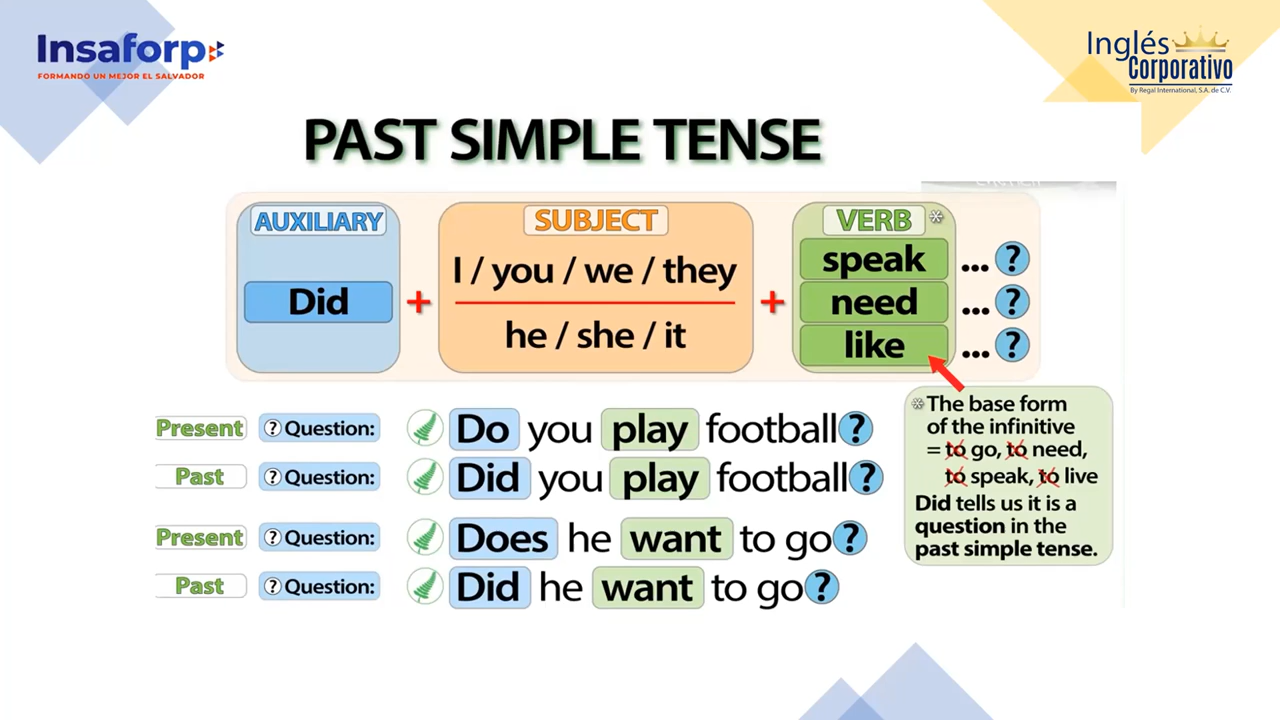 Insaforp
FORMANDO UN MEJOR EL SALVADOR
Inglés
Corporativo
By Regal International, S.A. de C.V.
PAST SIMPLE TENSE
AUXILIARY
Did
+
SUBJECT
I / you / we / they
he / she / it
+
VERB *
speak ... ?
need ... ?
like ... ?
Present ? Question: Do you play football?
Past ? Question: Did you play football?
Present ? Question: Does he want to go?
Past ? Question: Did he want to go?
* The base form
of the infinitive
= to go, to need,
to speak, to live
Did tells us it is a
question in the
past simple tense.